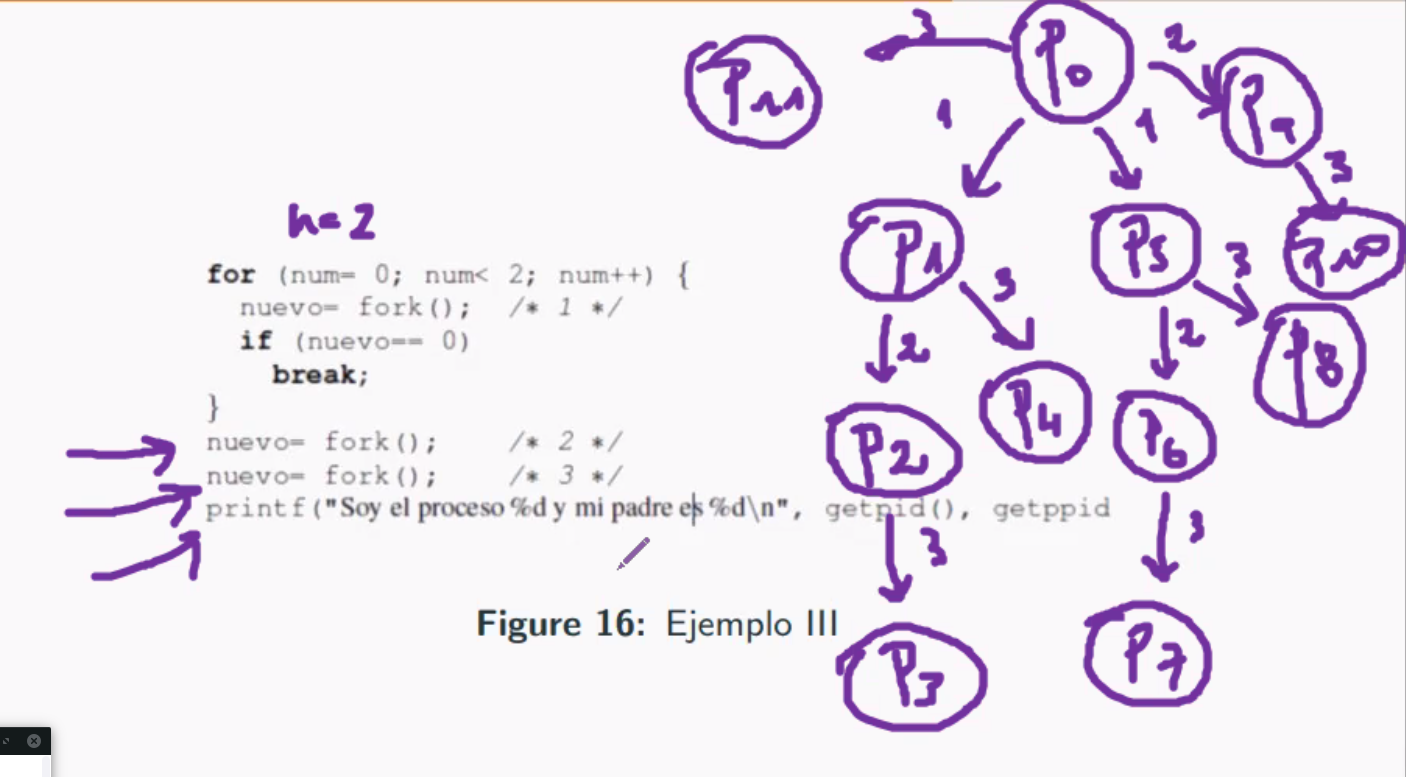 3
P0
2
P11
P9
1
1
3
n=2
P1
P5
3
P10
for (num= 0; num< 2; num++) {
3
nuevo= fork();   /* 1 */
2
2
P8
if (nuevo== 0)
break;
P4
}
P2
P6
nuevo= fork();    /* 2 */
nuevo= fork();    /* 3 */
printf("Soy el proceso %d y mi padre es %d\n", getpid(), getppid
3
3
Figure 16: Ejemplo III
P3
P7